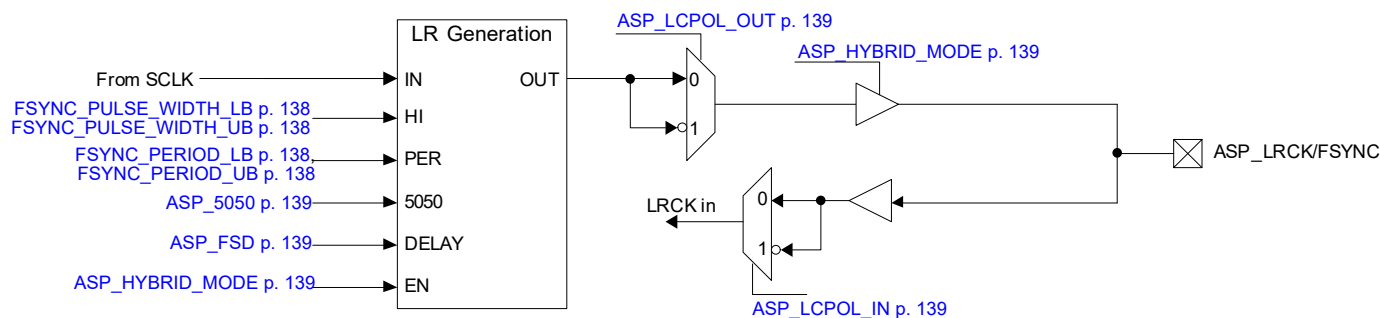 ASP_LCPOL_OUT p. 139
LR Generation
ASP_HYBRID_MODE p. 139
From SCLK
IN
OUT
0
FSYNC_PULSE_WIDTH_LB p. 138
FSYNC_PULSE_WIDTH_UB p. 138
HI
1
FSYNC_PERIOD_LB p. 138,
FSYNC_PERIOD_UB p. 138
PER
ASP_LRCK/FSYNC
ASP_5050 p. 139
5050
LRCK in
0
ASP_FSD p. 139
DELAY
1
ASP_HYBRID_MODE p. 139
EN
ASP_LCPOL_IN p. 139